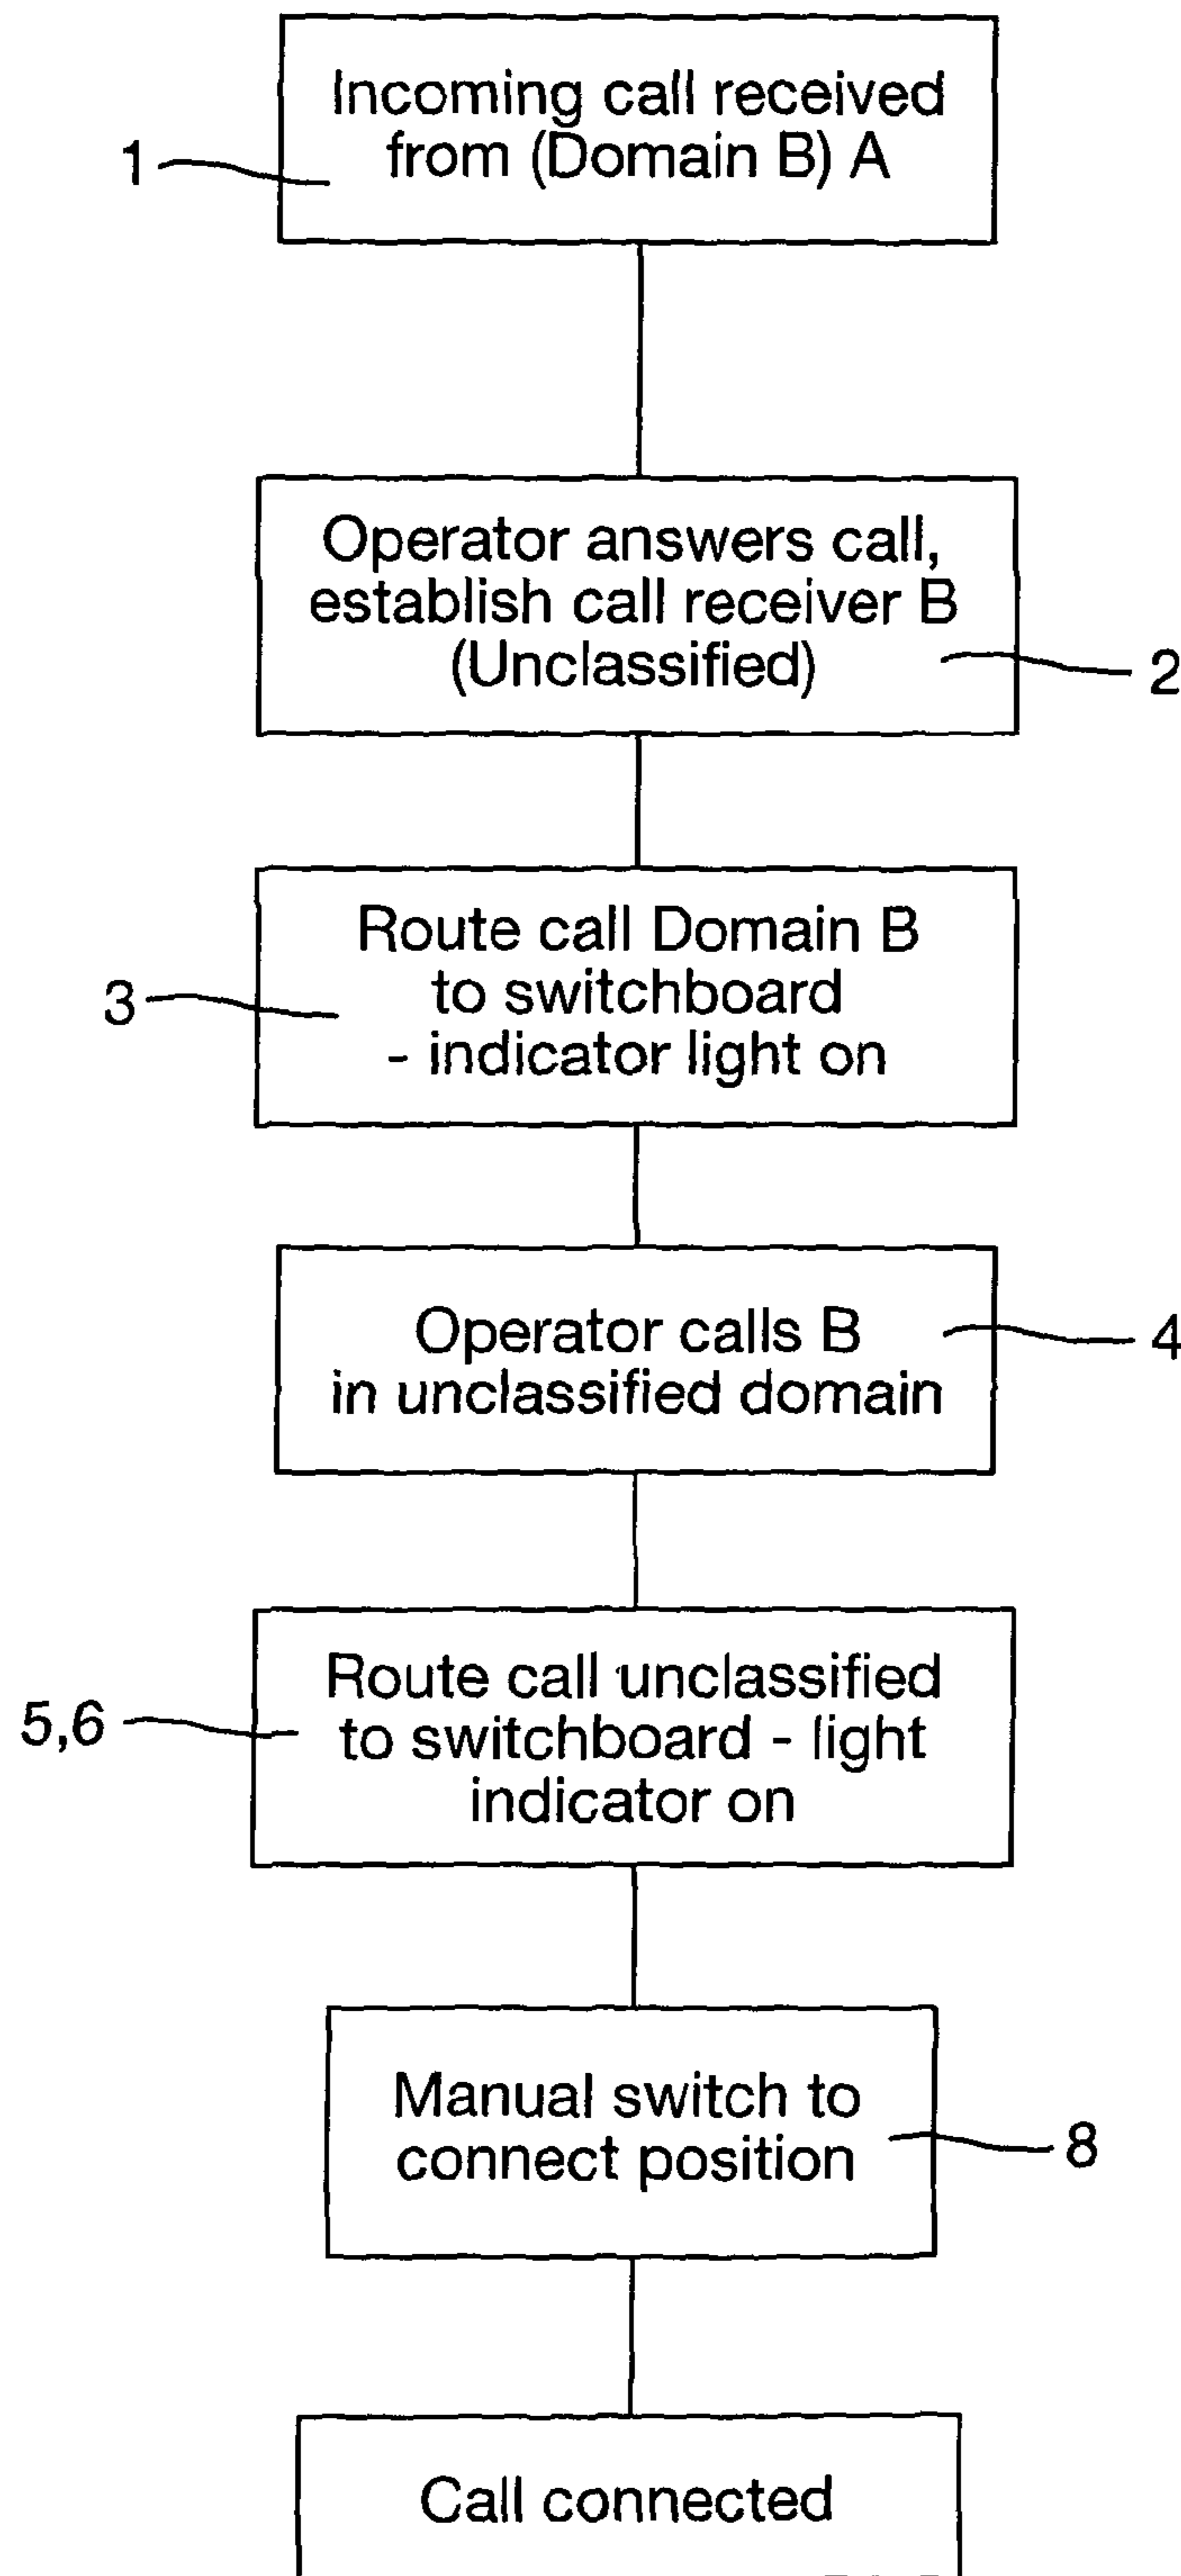 Incoming call received
from (Domain B) A
1
Operator answers call,
establish call receiver B
(Unclassified)
2
Route call Domain B
to switchboard
- indicator light on
3
Operator calls B
in unclassified domain
4
Route call unclassified
to switchboard - light
indicator on
5,6
Manual switch to
connect position
8
Call connected